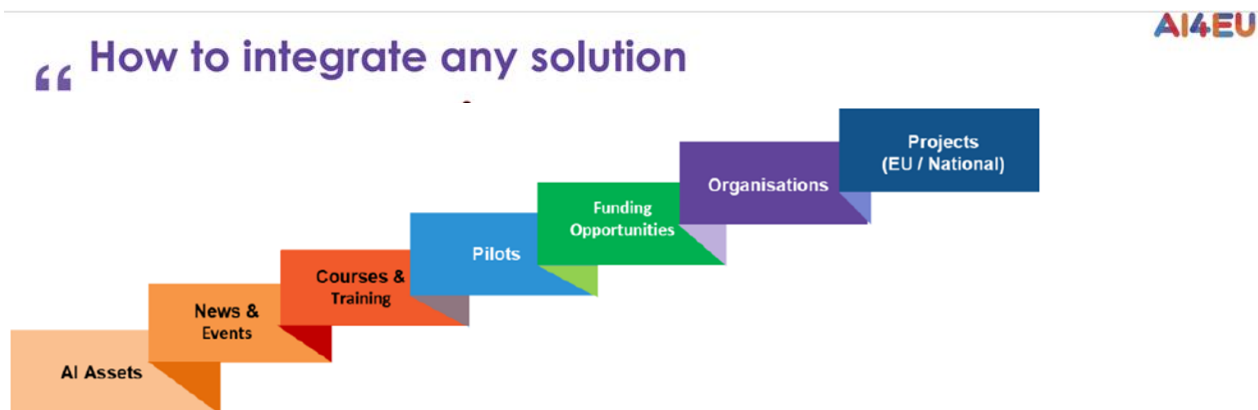 AI4EU
“ How to integrate any solution
Projects
(EU / National)
Organisations
Funding
Opportunities
Pilots
Courses &
Training
News &
Events
AI Assets